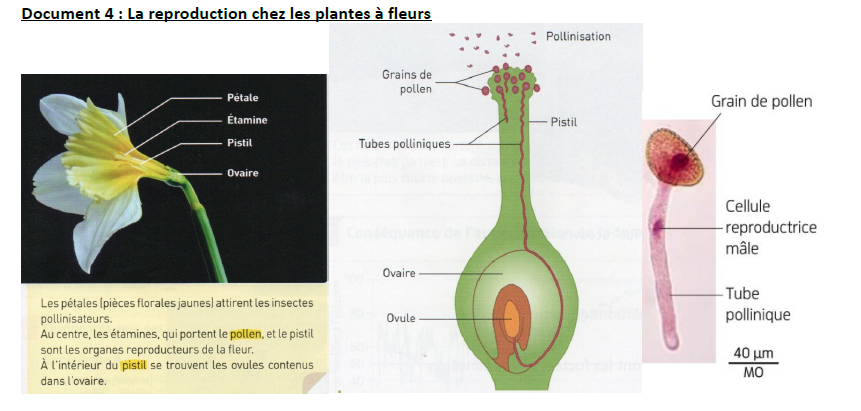 Document 4 : La reproduction chez les plantes à fleurs
Pétale
Étamine
Pistil
Ovaire
Les pétales (pièces florales jaunes) attirent les insectes
pollinisateurs.
Au centre, les étamines, qui portent le pollen, et le pistil
sont les organes reproducteurs de la fleur.
À l'intérieur du pistil se trouvent les ovules contenus
dans l'ovaire.
Pollinisation
Grains de
pollen
Tubes polliniques
Pistil
Ovaire
Ovule
Grain de pollen
Cellule
reproductrice
mâle
Tube
pollinique
40 µm
MO